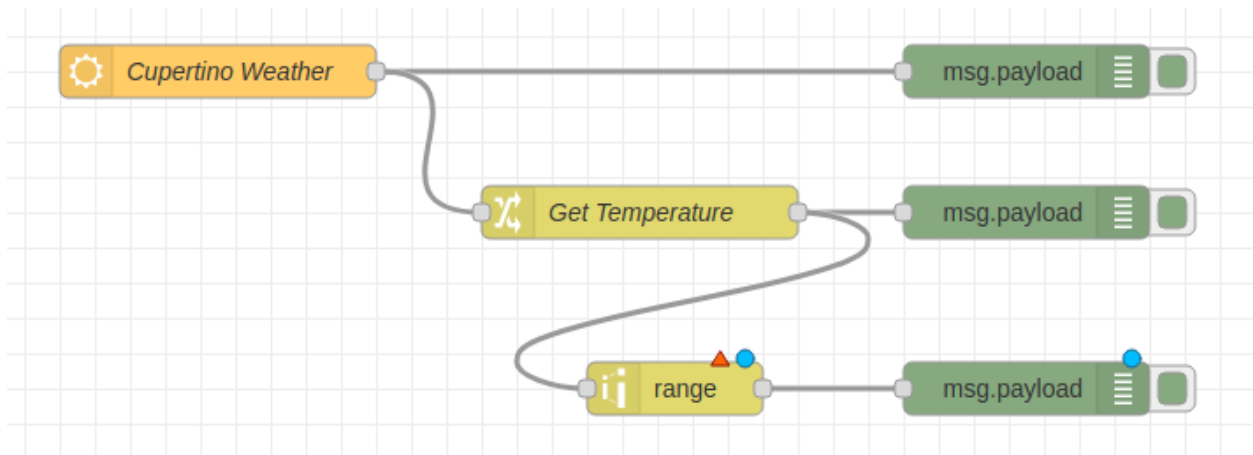 Cupertino Weather
msg.payload
Get Temperature
msg.payload
range
msg.payload